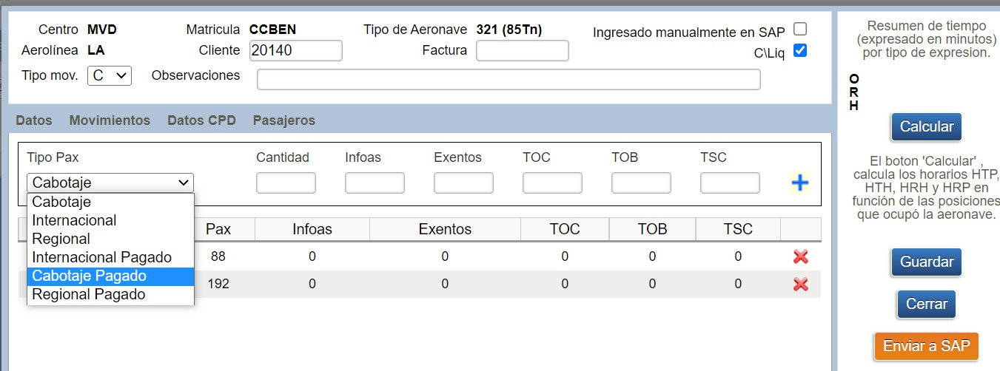 Centro MVD Matricula CCBEN Tipo de Aeronave 321 (85Tn) Ingresado manualmente en SAP
Aerolínea LA Cliente 20140 Factura C\Liq
Tipo mov. C Observaciones
Datos Movimientos Datos CPD Pasajeros
Tipo Pax Cantidad Infoas Exentos TOC TOB TSC
Cabotaje
Cabotaje
Internacional
Regional
Internacional Pagado
Cabotaje Pagado
Regional Pagado
Pax Infoas Exentos TOC TOB TSC
88 0 0 0 0 0
192 0 0 0 0 0
Resumen de tiempo
(expresado en minutos)
por tipo de expresion.
O
R
H
Calcular
El boton 'Calcular' ,
calcula los horarios HTP,
HTH, HRH y HRP en
función de las posiciones
que ocupó la aeronave.
Guardar
Cerrar
Enviar a SAP